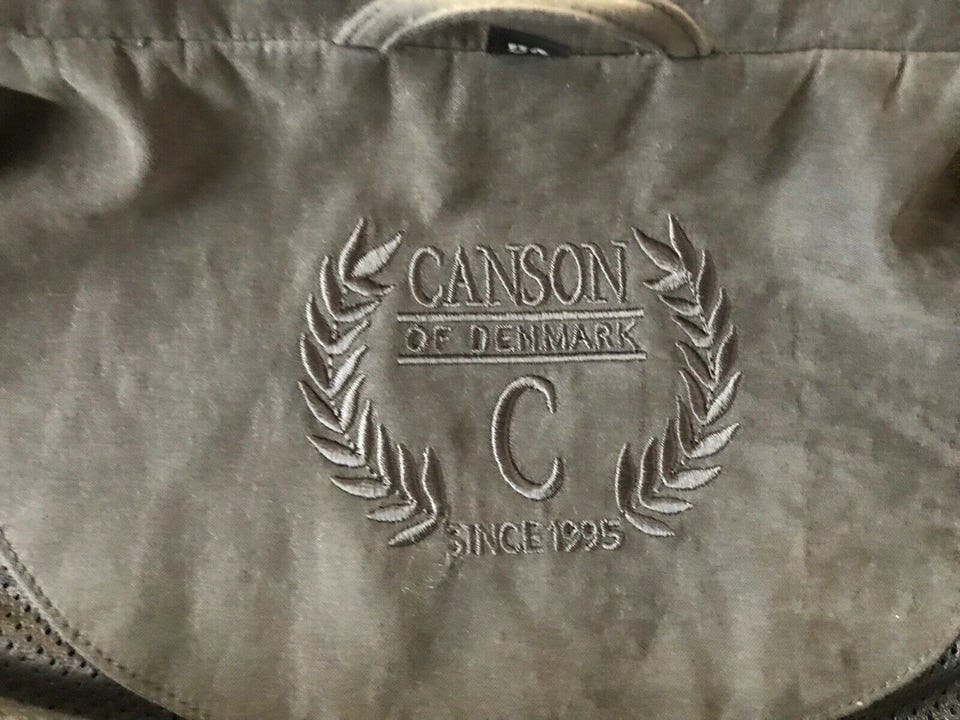 CANSON
OF DENMARK
C
SINCE 1995